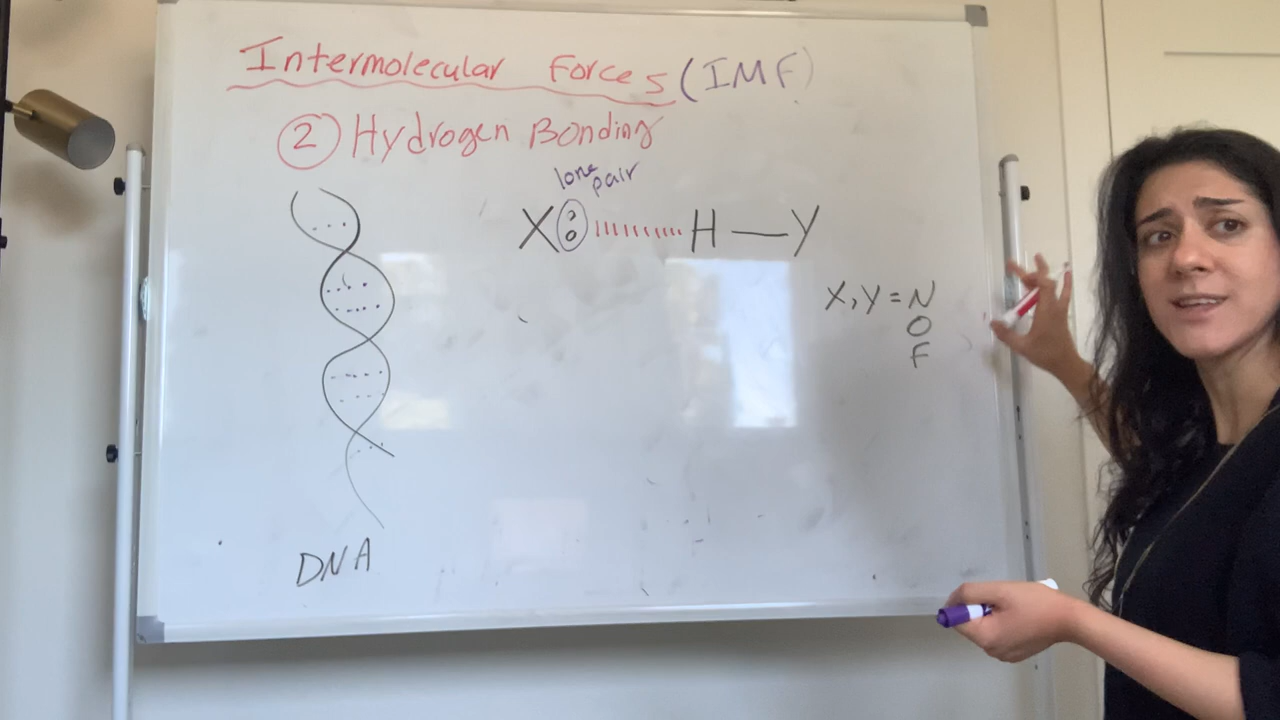 Intermolecular Forces (IMF)
2 Hydrogen Bonding
lone pair
X : H — Y
X, Y = N
O
F
DNA